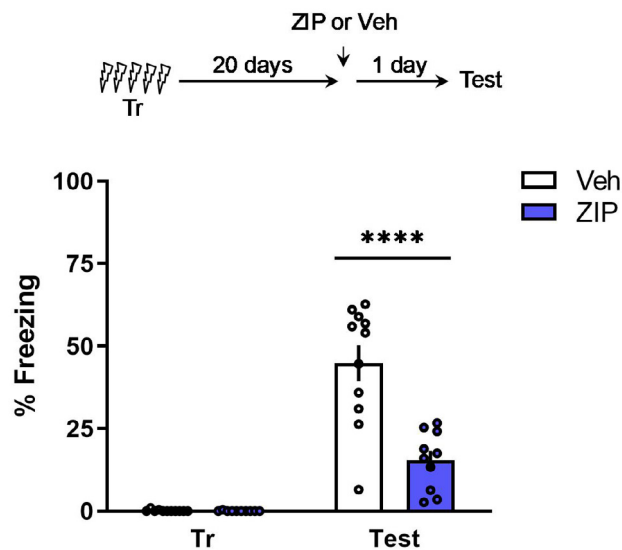 ZIP or Veh
20 days
1 day
Test
Tr
Veh
ZIP
****
100
75
50
25
0
% Freezing
Tr
Test